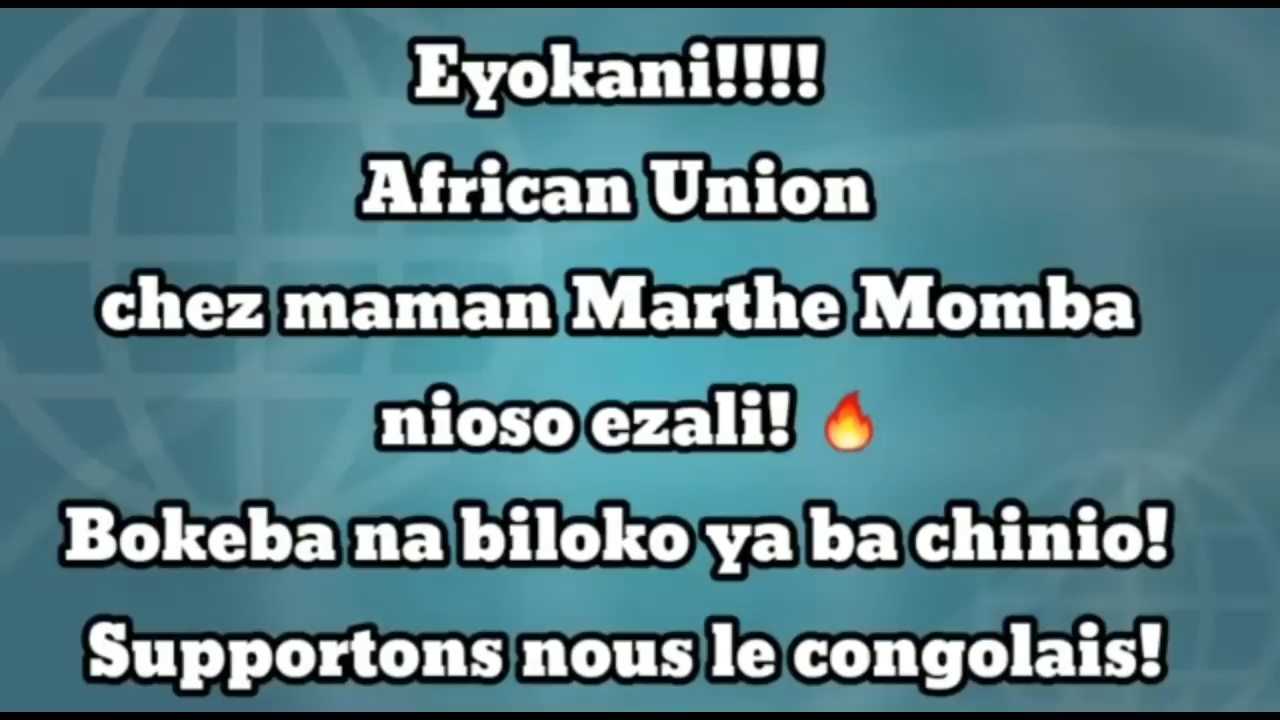 Eyokani!!!!
African Union
chez maman Marthe Momba
nioso ezali! 🔥
Bokeba na biloko ya ba chinio!
Supportons nous le congolais!